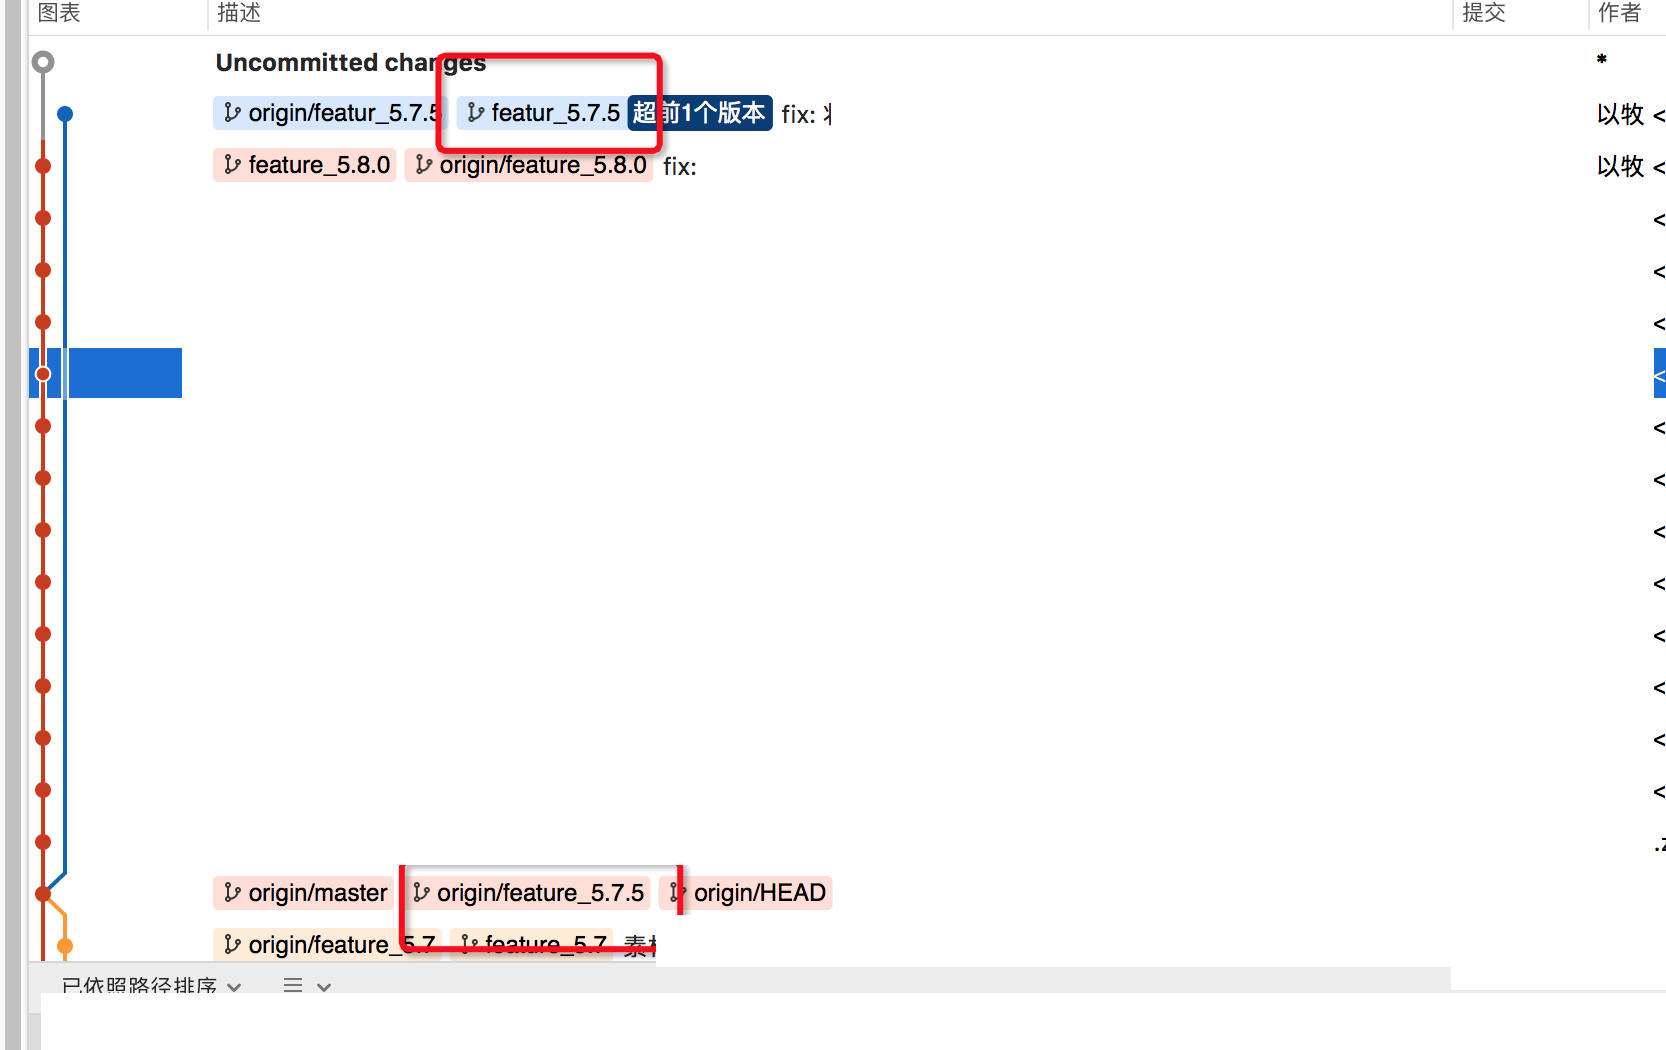 图表 描述 提交 作者
Uncommitted changes *
origin/featur_5.7.5 featur_5.7.5 超前1个版本 fix: 以牧 <
feature_5.8.0 origin/feature_5.8.0 fix: 以牧 <
<
<
<
<
<
<
<
<
<
<
<
<
origin/master origin/feature_5.7.5 origin/HEAD
origin/feature_5.7 feature_5.7 素
已依照路径排序